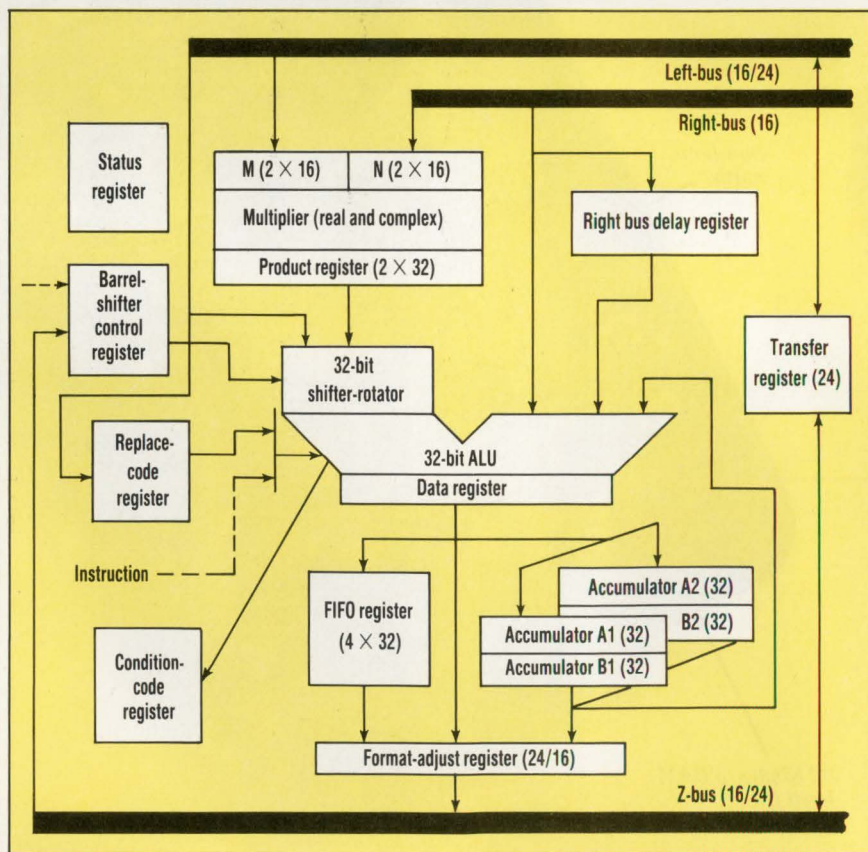 Left-bus (16/24)
Right-bus (16)
Status
register
M (2 × 16)
N (2 × 16)
Multiplier (real and complex)
Product register (2 × 32)
Right bus delay register
Barrel-
shifter
control
register
32-bit
shifter-rotator
Transfer
register (24)
Replace-
code
register
32-bit ALU
Data register
Instruction
FIFO register
(4 × 32)
Accumulator A2 (32)
B2 (32)
Accumulator A1 (32)
Accumulator B1 (32)
Condition-
code
register
Format-adjust register (24/16)
Z-bus (16/24)